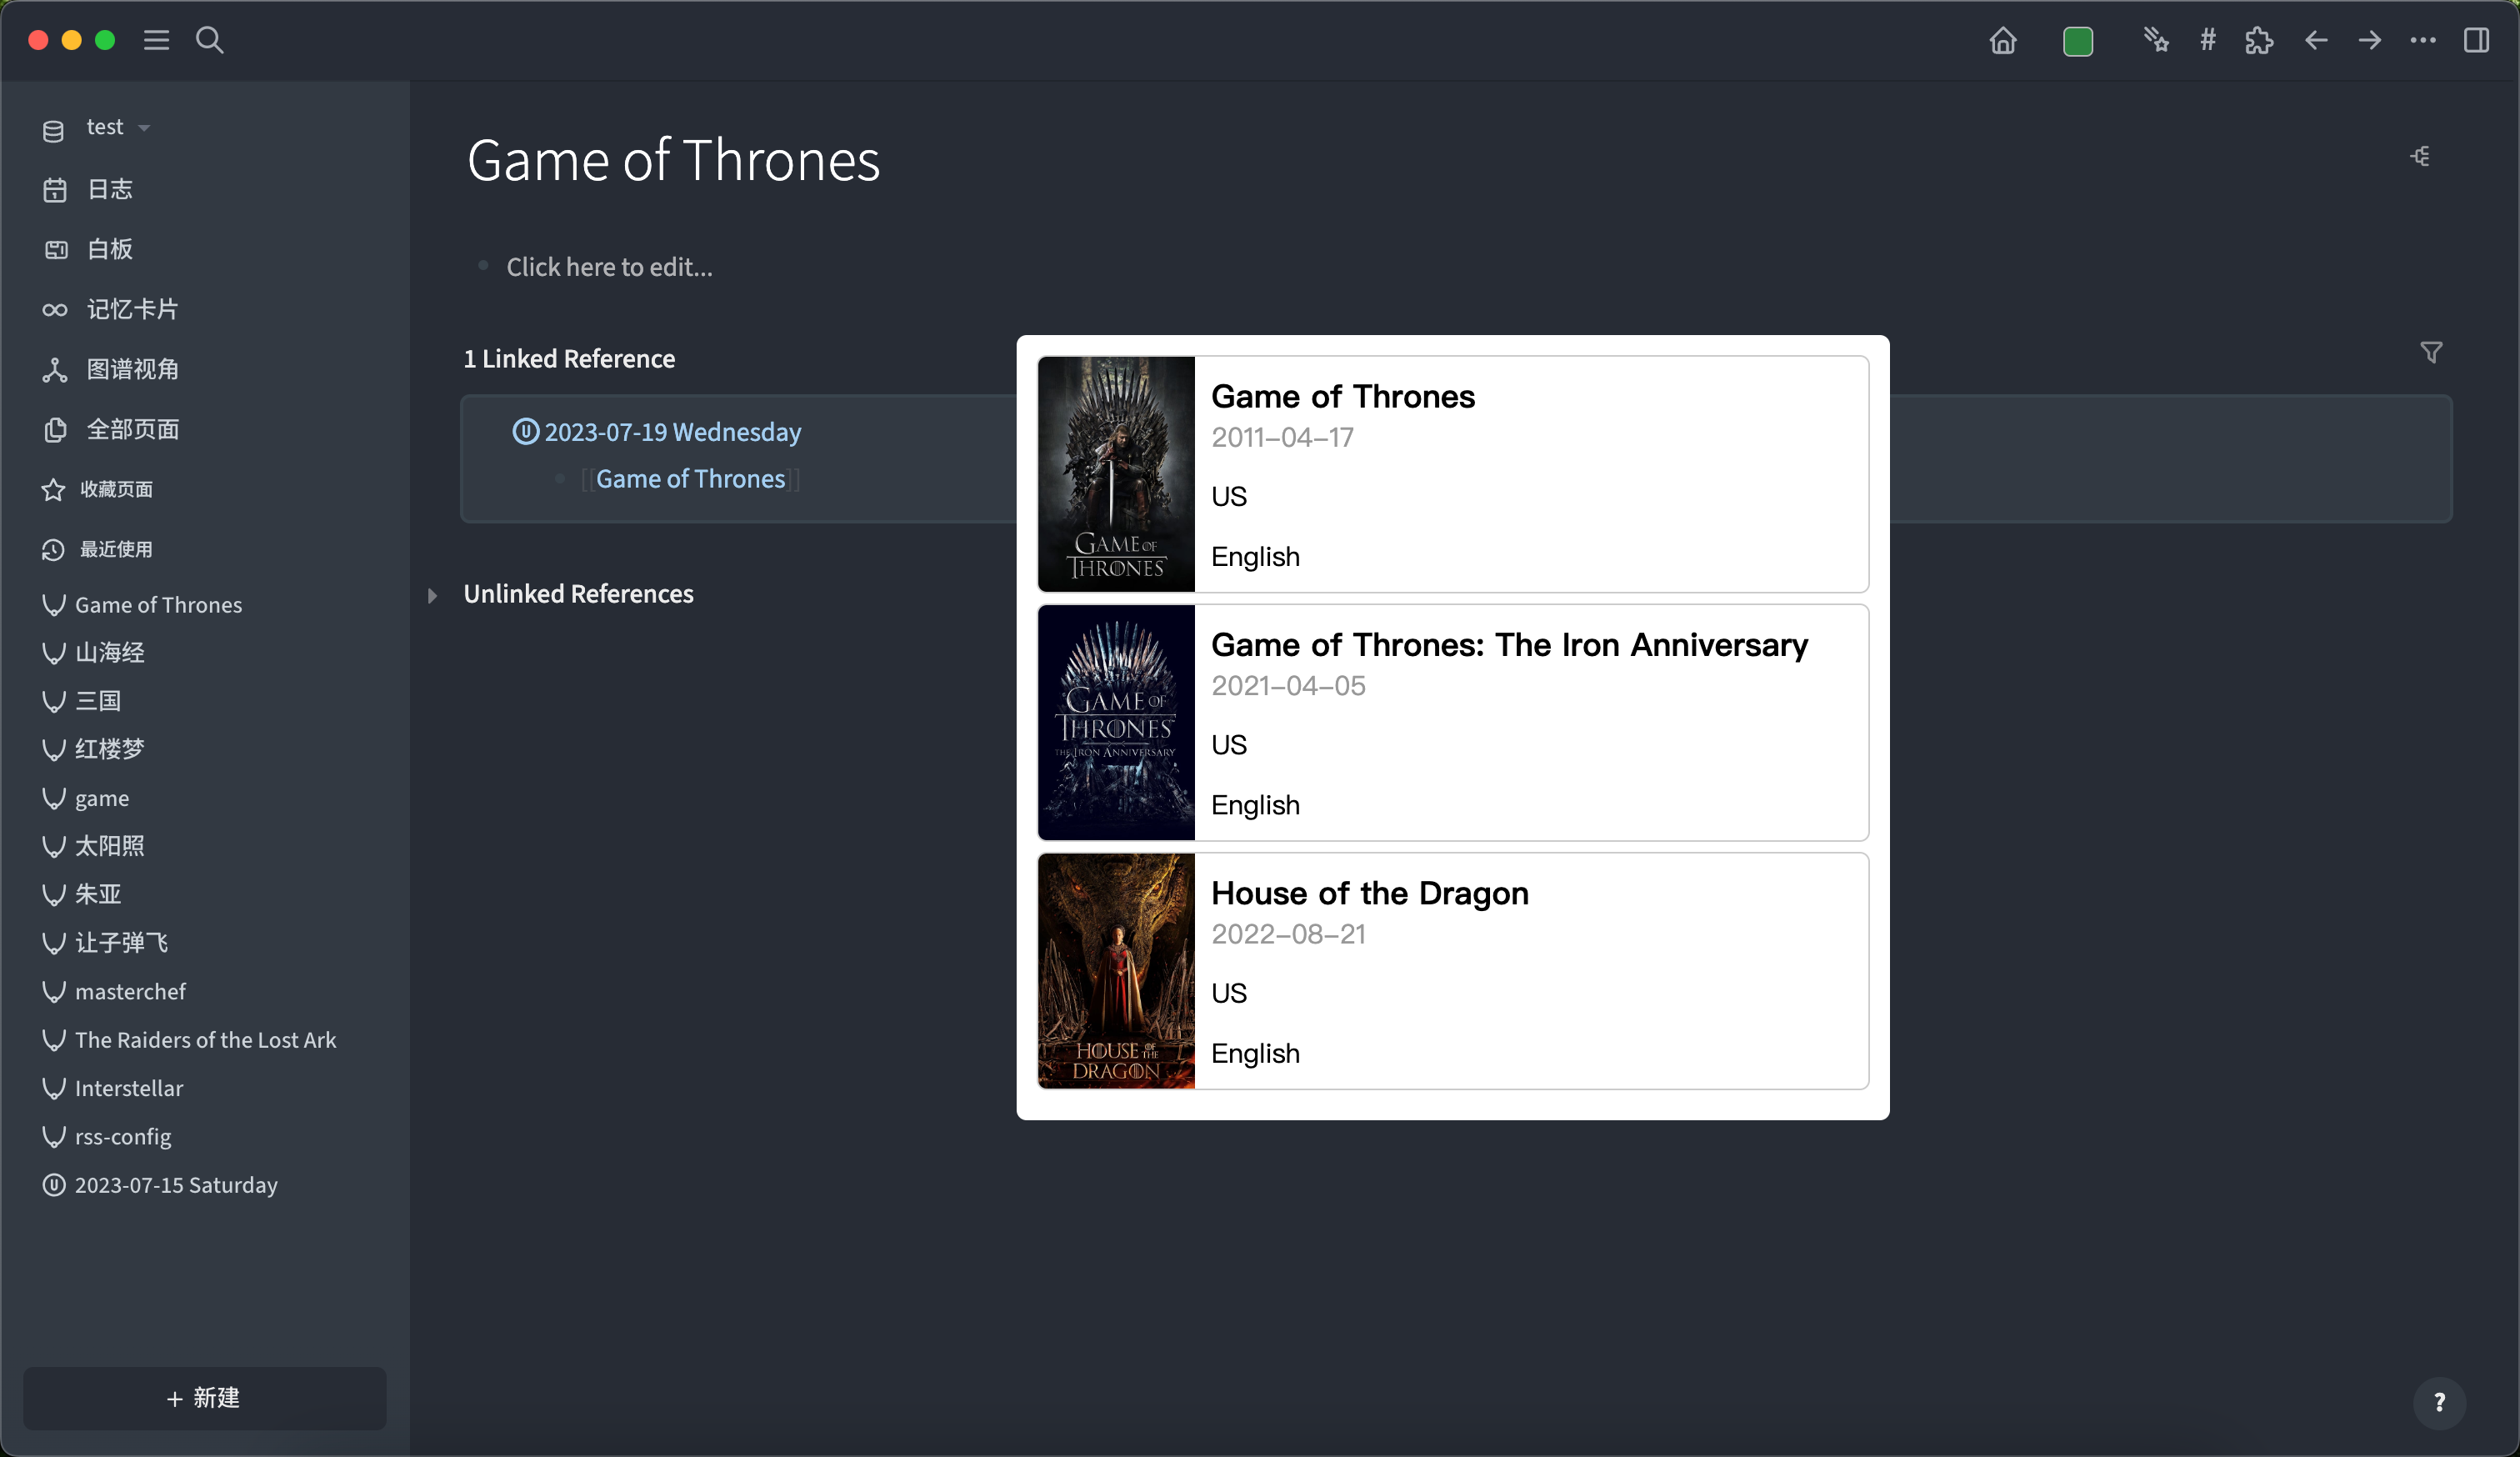 test
日志
白板
记忆卡片
图谱视角
全部页面
收藏页面
最近使用
Game of Thrones
山海经
三国
红楼梦
game
太阳照
朱亚
让子弹飞
masterchef
The Raiders of the Lost Ark
Interstellar
rss-config
2023-07-15 Saturday
+ 新建
#
Game of Thrones
Click here to edit...
1 Linked Reference
2023-07-19 Wednesday
[[Game of Thrones]]
Unlinked References
GAME OF
THRONES
Game of Thrones
2011-04-17
US
English
GAME OF
THRONES
THE IRON ANNIVERSARY
Game of Thrones: The Iron Anniversary
2021-04-05
US
English
HOUSE OF THE
DRAGON
House of the Dragon
2022-08-21
US
English
?